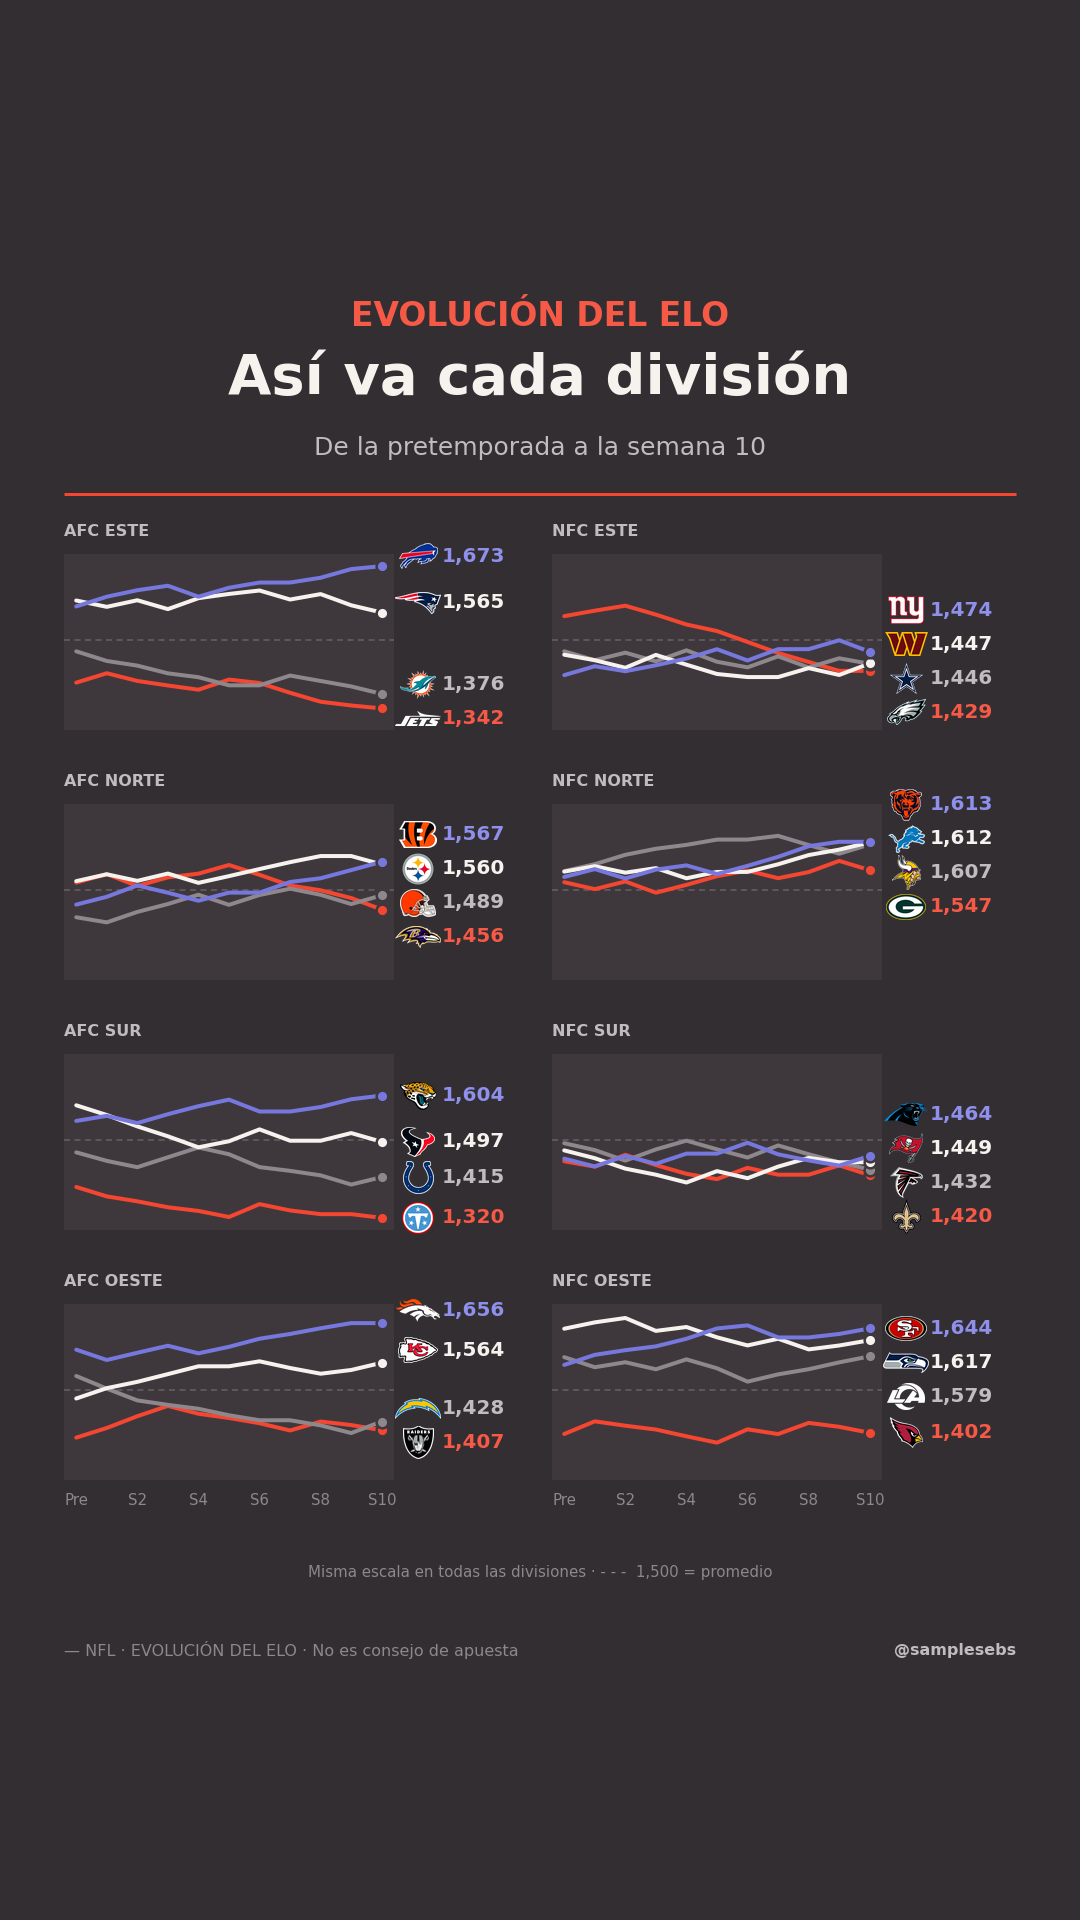 EVOLUCIÓN DEL ELO
Así va cada división
De la pretemporada a la semana 10
AFC ESTE
1,673
1,565
1,376
JETS
1,342
NFC ESTE
ny
1,474
1,447
1,446
1,429
AFC NORTE
1,567
1,560
1,489
1,456
NFC NORTE
1,613
1,612
1,607
G
1,547
AFC SUR
1,604
1,497
1,415
1,320
NFC SUR
1,464
1,449
1,432
1,420
AFC OESTE
1,656
KC
1,564
1,428
RAIDERS
1,407
Pre S2 S4 S6 S8 S10
NFC OESTE
SF
1,644
1,617
LA
1,579
1,402
Pre S2 S4 S6 S8 S10
Misma escala en todas las divisiones · - - - 1,500 = promedio
— NFL · EVOLUCIÓN DEL ELO · No es consejo de apuesta
@samplesebs